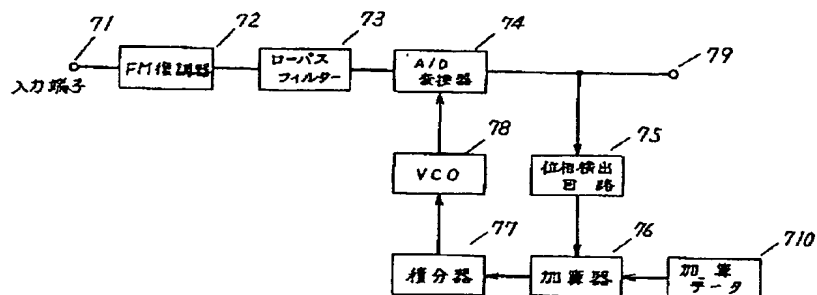 71
72
73
74
79
入力端子
FM復調器
ローパス
フィルター
A/D
変換器
78
75
VCO
位相検出
回路
77
76
710
積分器
加算器
加算
データ